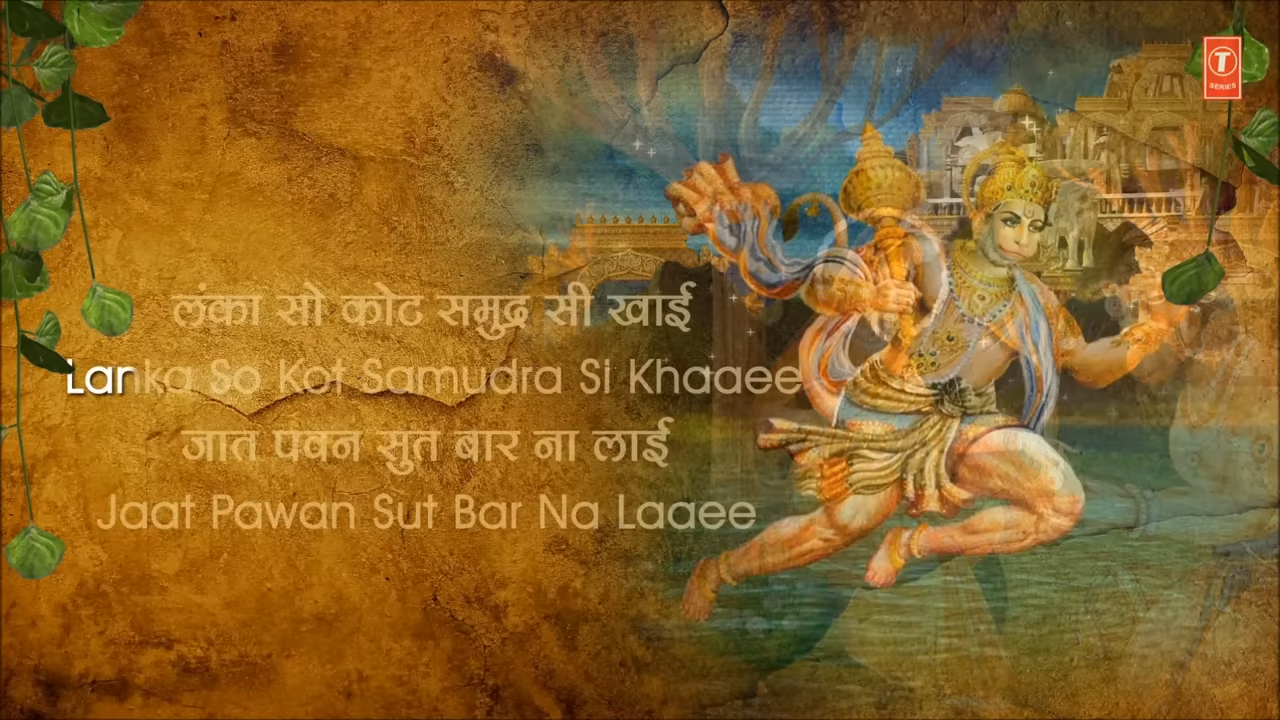 लंका सो कोट समुद्र सी खाई
Lanka So Kot Samudra Si Khaaee
जात पवन सुत बार ना लाई
Jaat Pawan Sut Bar Na Laaee
T
SERIES